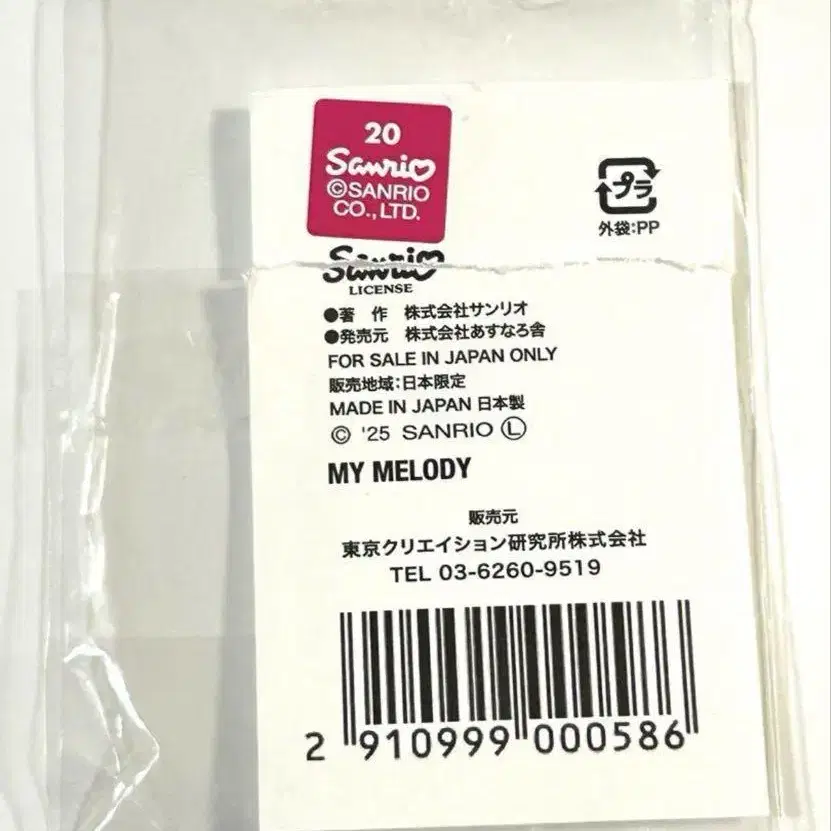 20
Sanrio
©SANRIO
CO.,LTD.
プラ
外袋:PP
Sanrio
LICENSE
●著　作　株式会社サンリオ
●発売元　株式会社あすなろ舎
FOR SALE IN JAPAN ONLY
販売地域:日本限定
MADE IN JAPAN 日本製
© '25 SANRIO Ⓛ
MY MELODY
販売元
東京クリエイション研究所株式会社
TEL 03-6260-9519
2 910999 000586